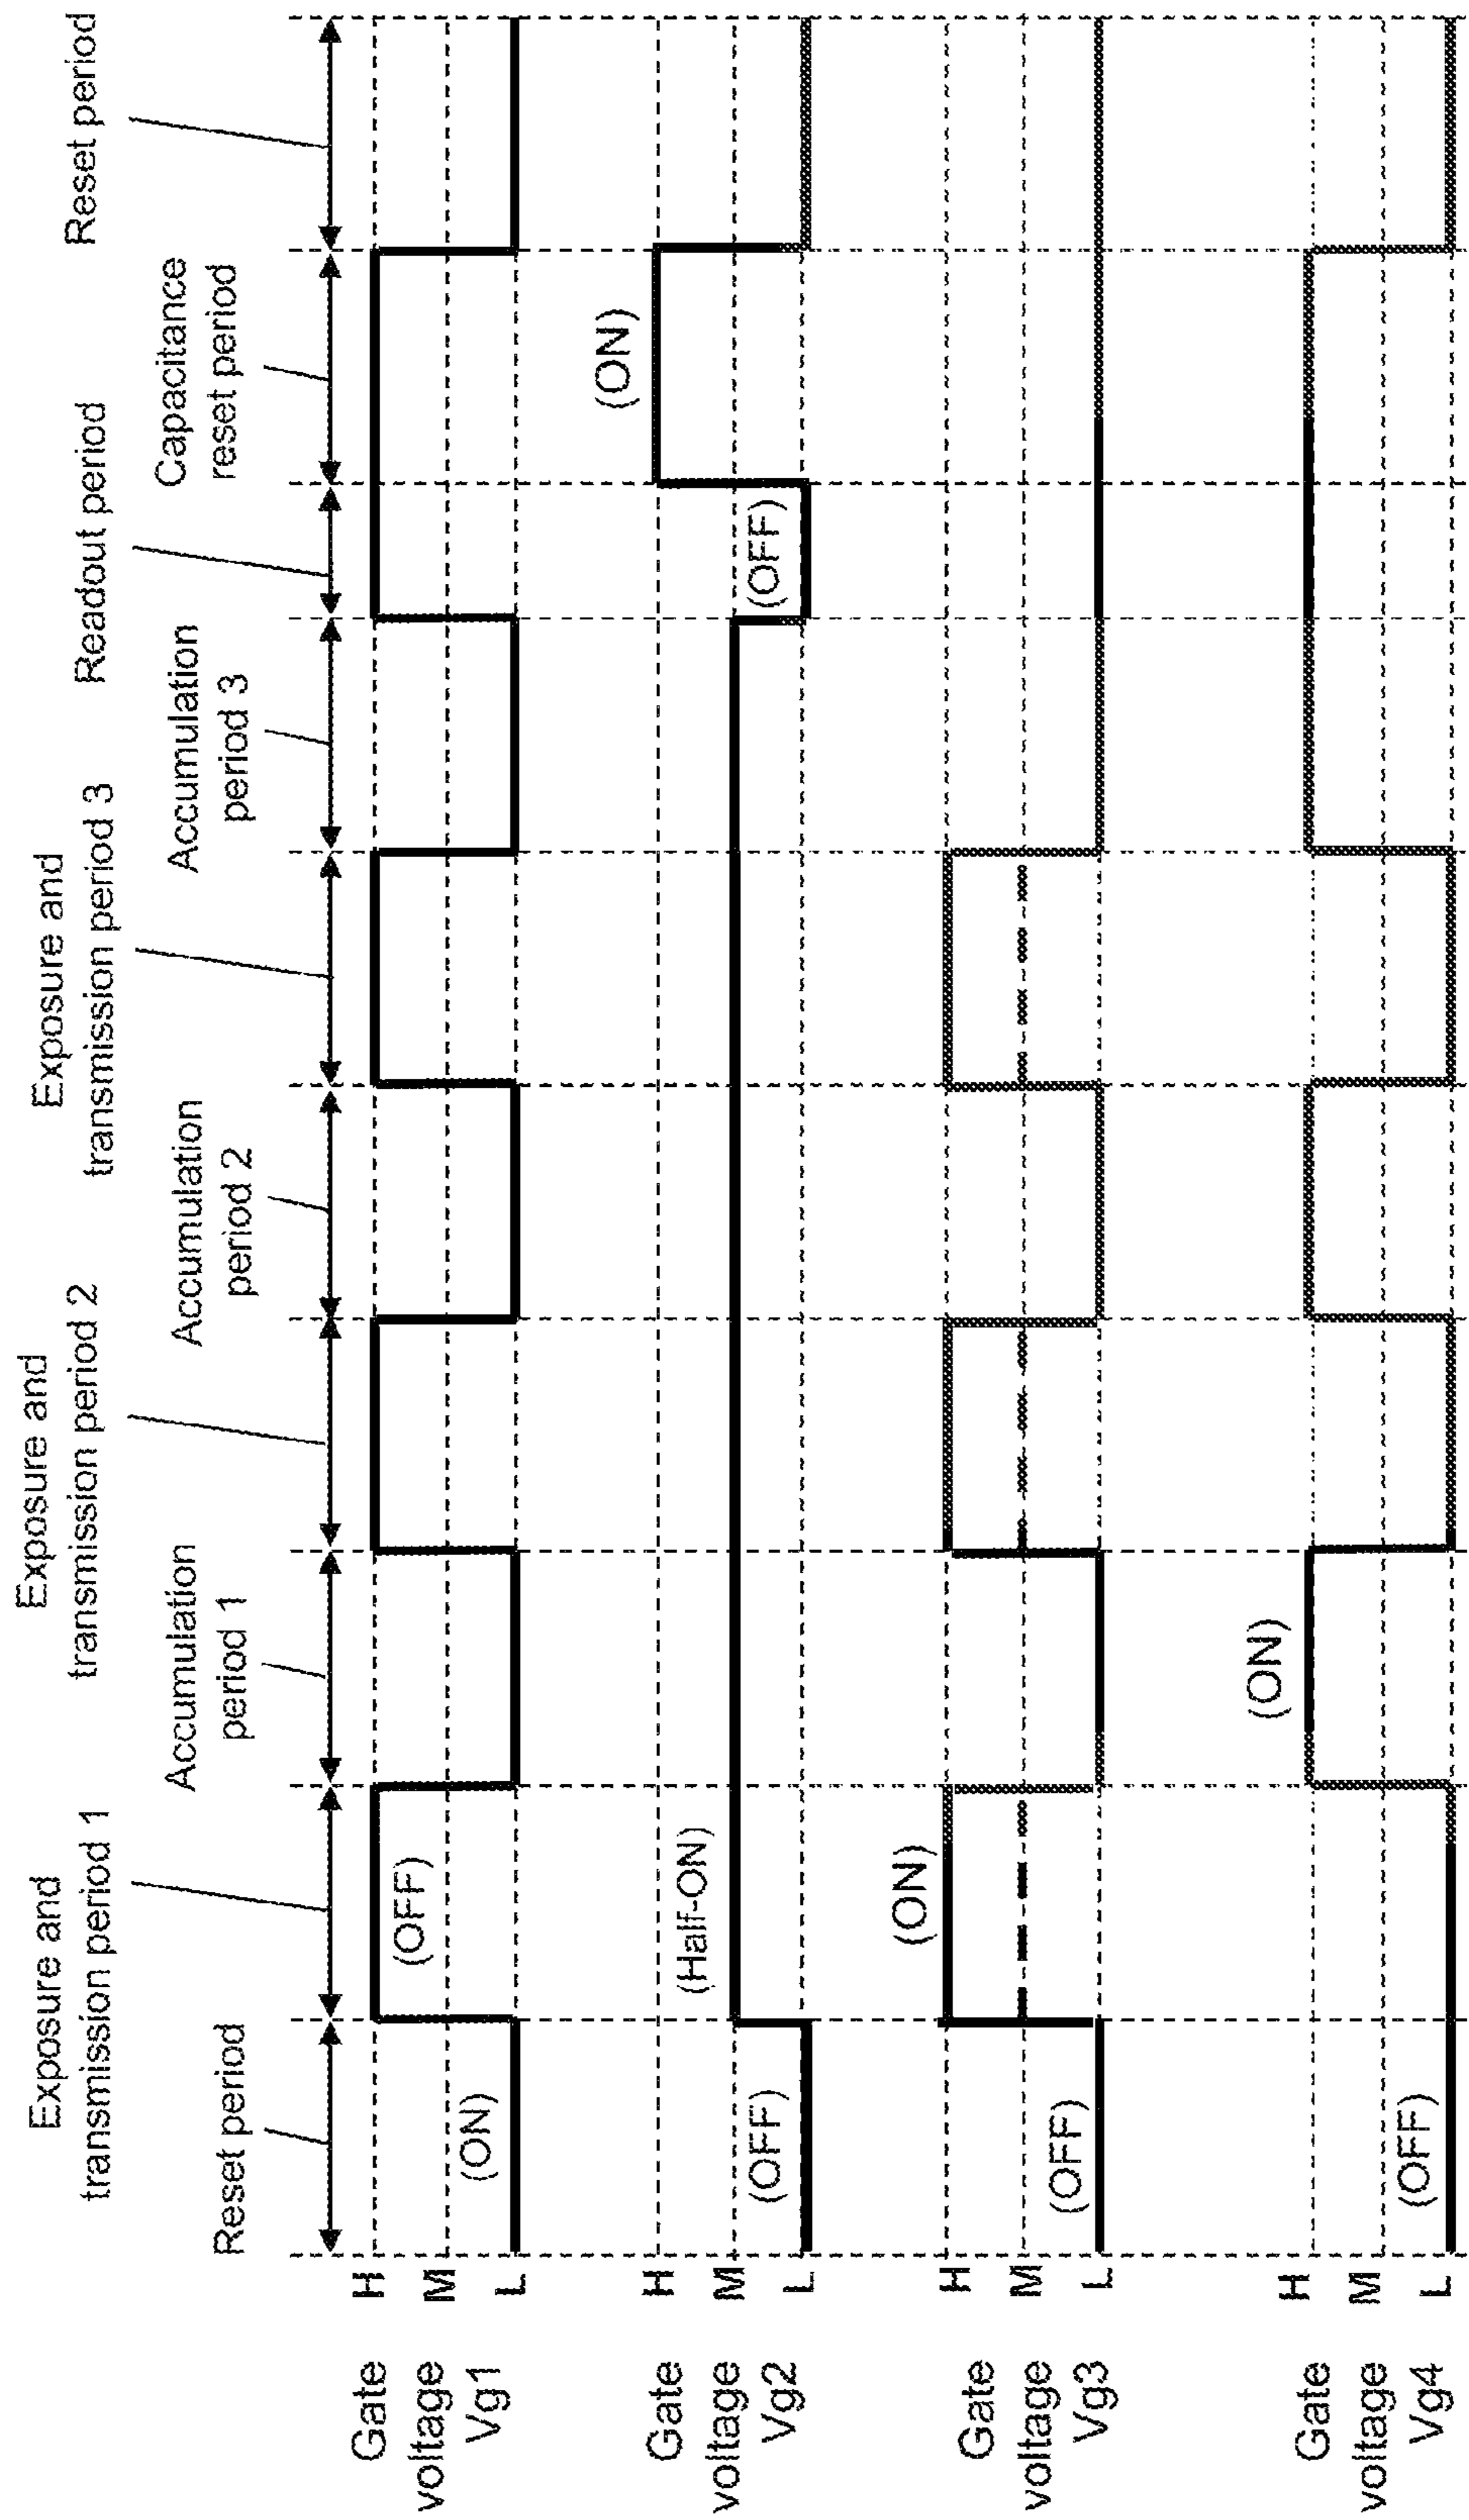 Exposure and
transmission period 1
Exposure and
transmission period 2
Exposure and
transmission period 3
Reset period
Accumulation
period 1
Accumulation
period 2
Accumulation
period 3
Readout period
Capacitance
reset period
Reset period
Gate
voltage
Vg1
H
M
L
(ON)
(OFF)
Gate
voltage
Vg2
H
M
L
(OFF)
(Half-ON)
(OFF)
(ON)
Gate
voltage
Vg3
H
M
L
(OFF)
(ON)
Gate
voltage
Vg4
H
M
L
(OFF)
(ON)